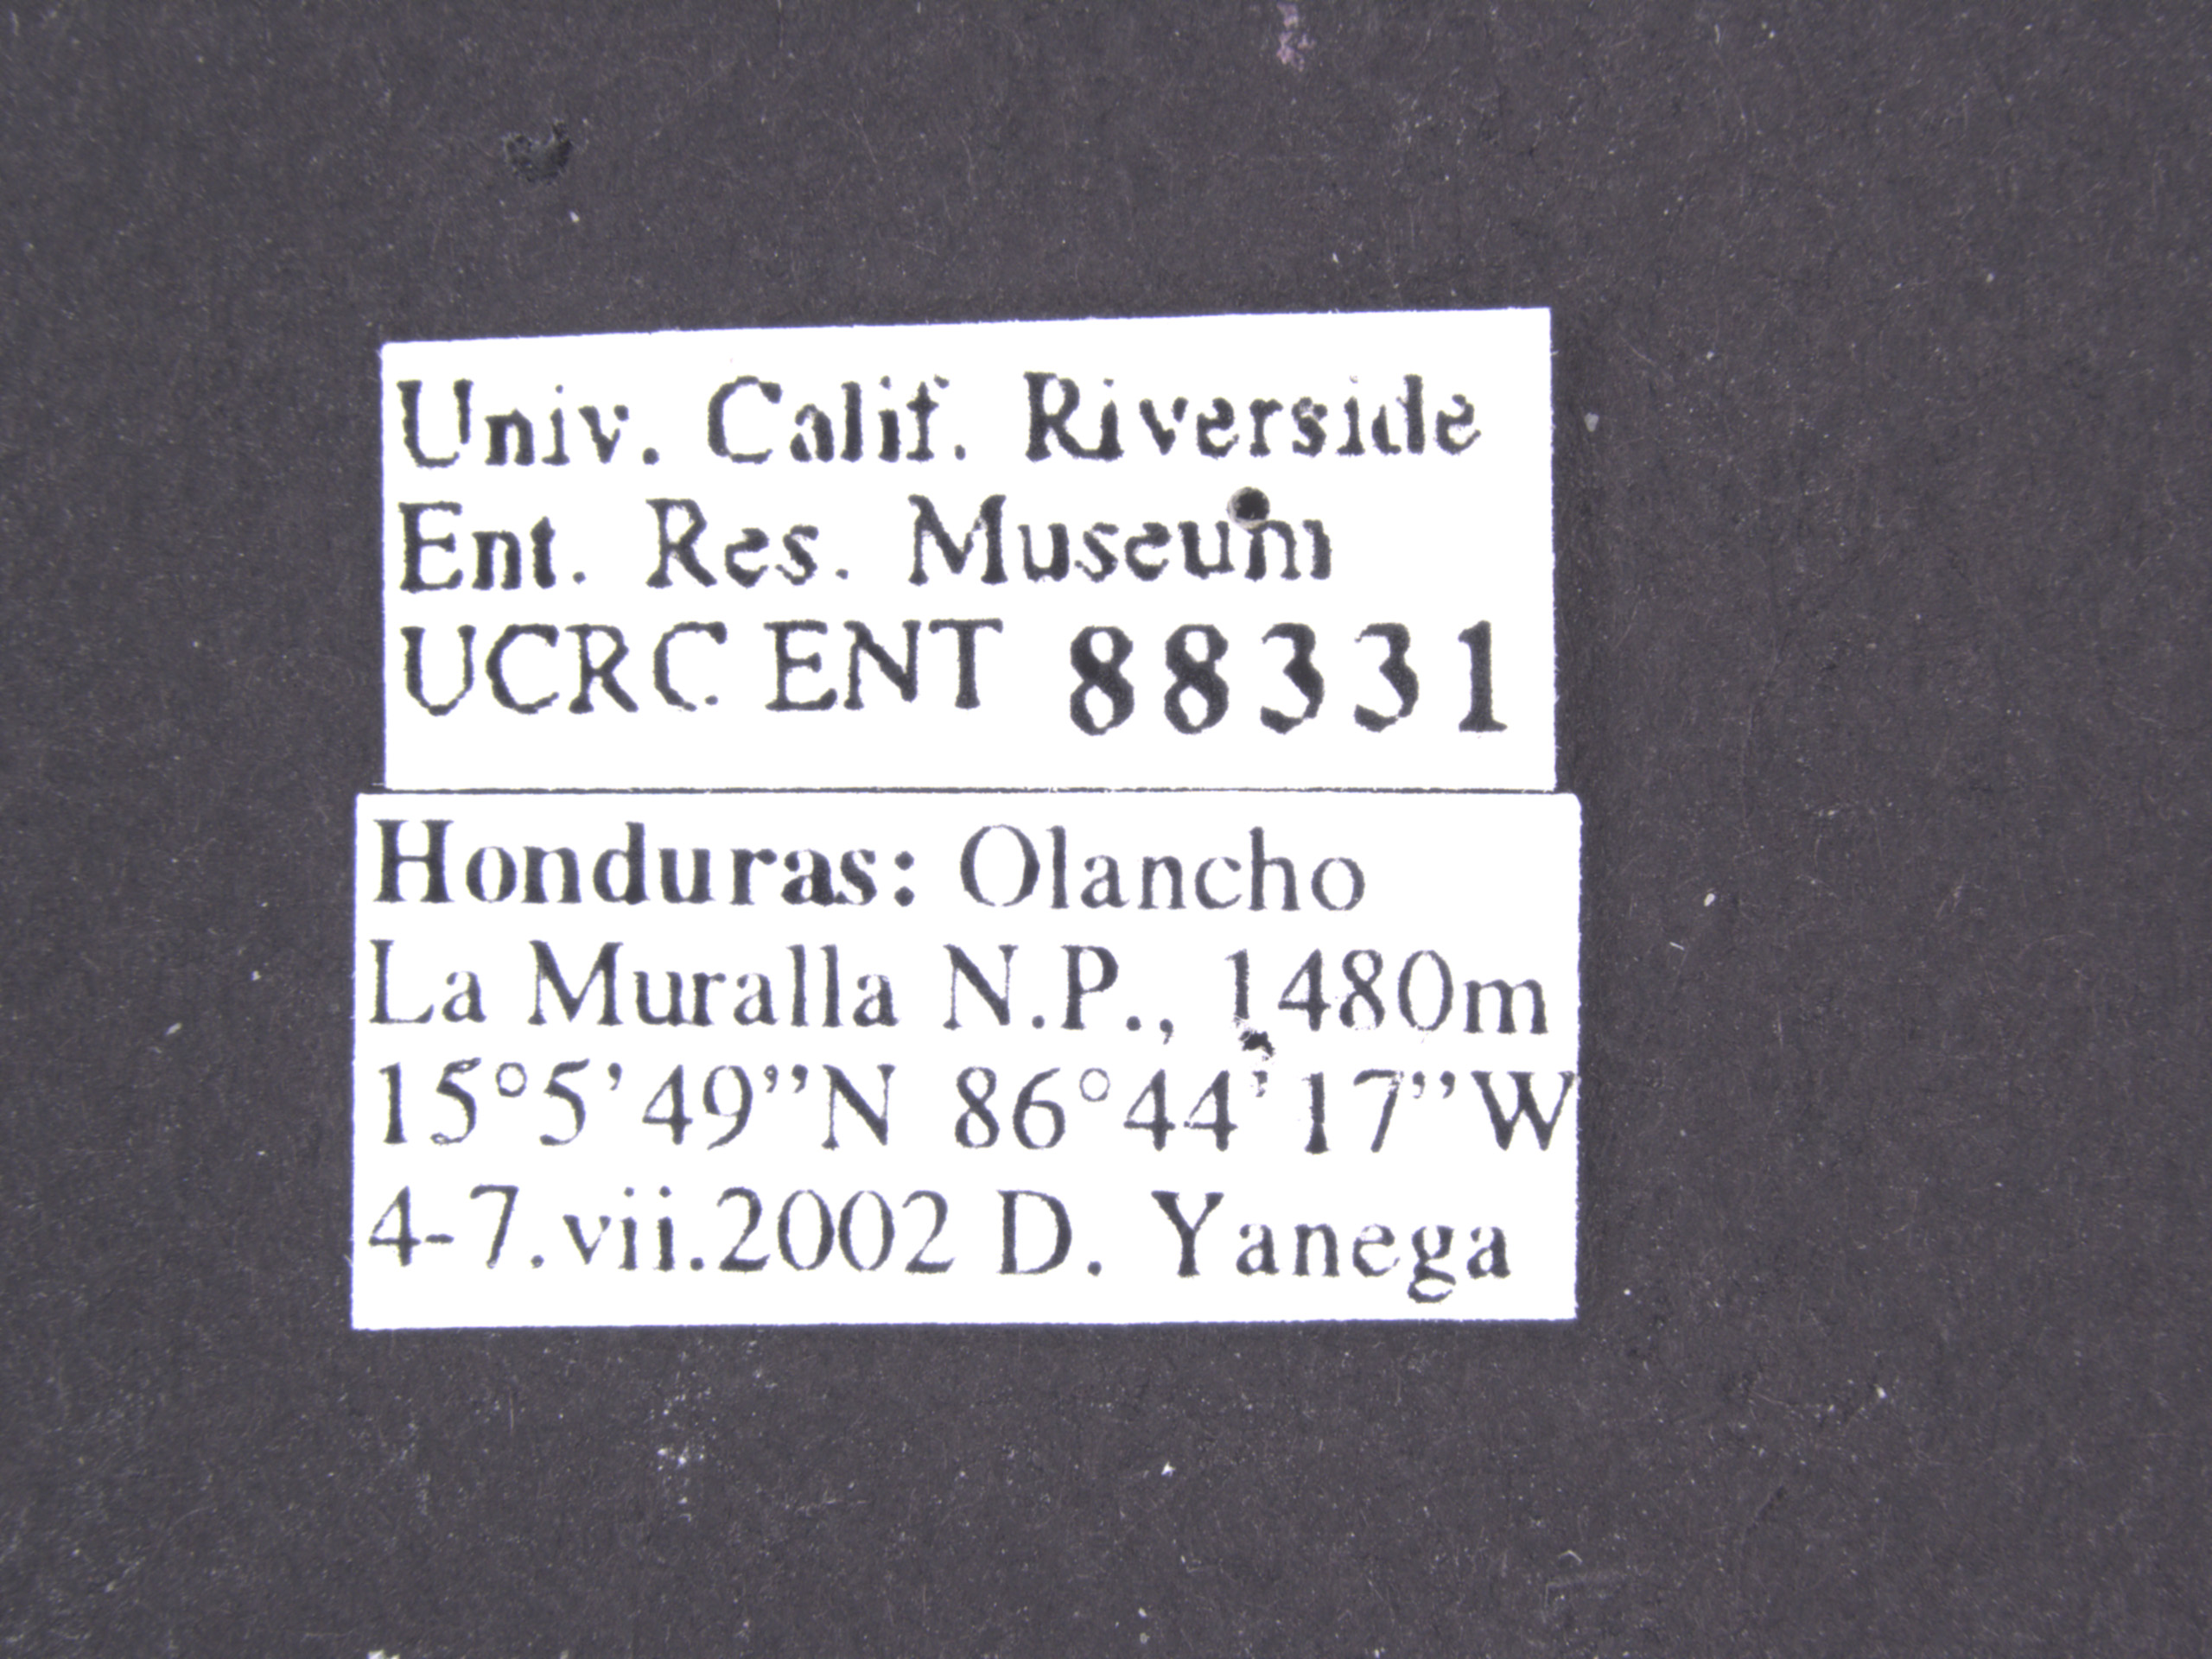 Univ. Calif. Riverside
Ent. Res. Museum
UCRC ENT 88331
Honduras: Olancho
La Muralla N.P., 1480m
15°5’49”N 86°44’17”W
4-7.vii.2002 D. Yanega